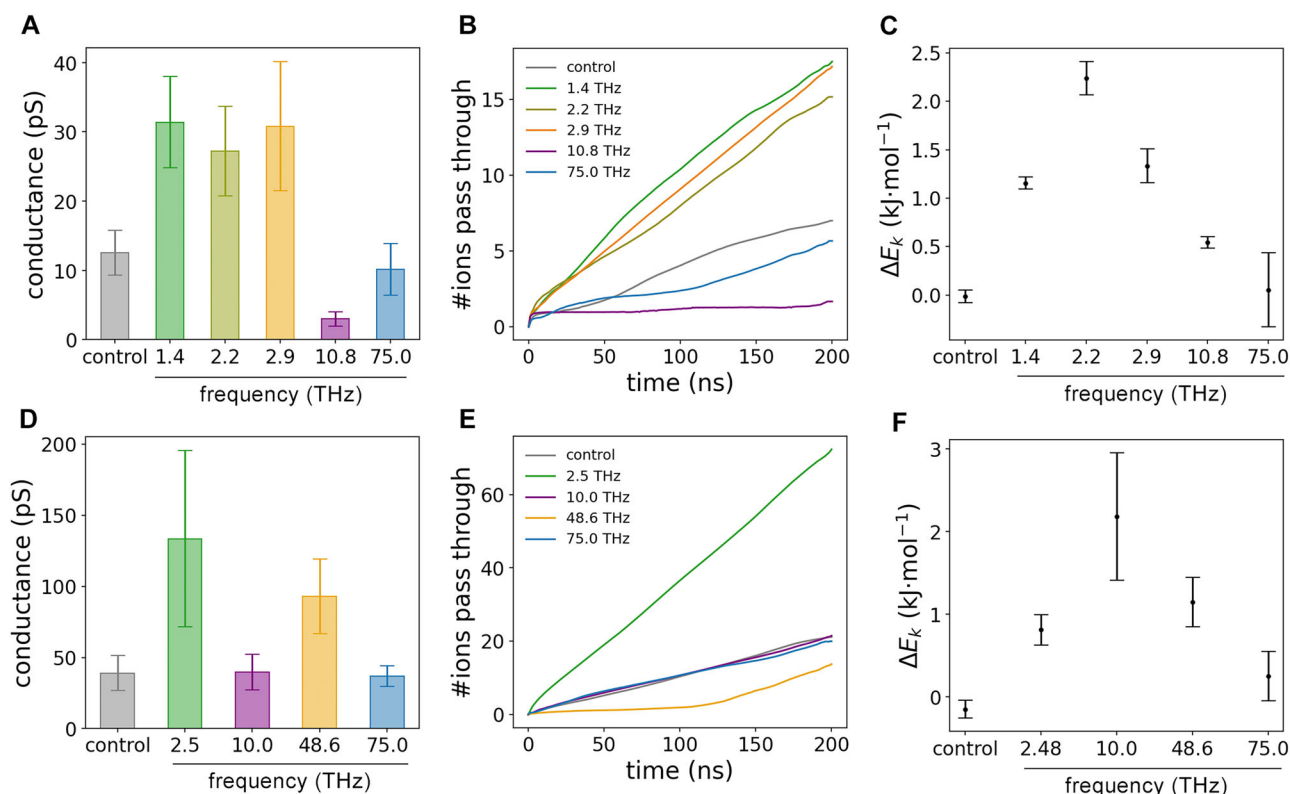 A
conductance (pS)
40
30
20
10
0
control 1.4 2.2 2.9 10.8 75.0
frequency (THz)
B
#ions pass through
15
10
5
0
control
1.4 THz
2.2 THz
2.9 THz
10.8 THz
75.0 THz
0 50 100 150 200
time (ns)
C
ΔEₖ (kJ·mol⁻¹)
2.5
2.0
1.5
1.0
0.5
0.0
control 1.4 2.2 2.9 10.8 75.0
frequency (THz)
D
conductance (pS)
200
150
100
50
0
control 2.5 10.0 48.6 75.0
frequency (THz)
E
#ions pass through
60
40
20
0
control
2.5 THz
10.0 THz
48.6 THz
75.0 THz
0 50 100 150 200
time (ns)
F
ΔEₖ (kJ·mol⁻¹)
3
2
1
0
control 2.48 10.0 48.6 75.0
frequency (THz)